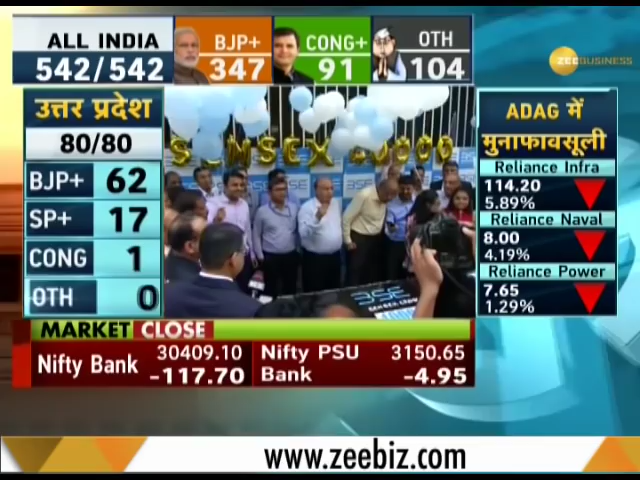 ALL INDIA
542/542
BJP+
347
CONG+
91
OTH
104
ZEE BUSINESS
उत्तर प्रदेश
80/80
BJP+ 62
SP+ 17
CONG 1
OTH 0
SENSEX 40000
BSE
ADAG में
मुनाफावसूली
Reliance Infra
114.20
5.89%
Reliance Naval
8.00
4.19%
Reliance Power
7.65
1.29%
MARKET CLOSE
Nifty Bank 30409.10
-117.70
Nifty PSU Bank 3150.65
-4.95
www.zeebiz.com